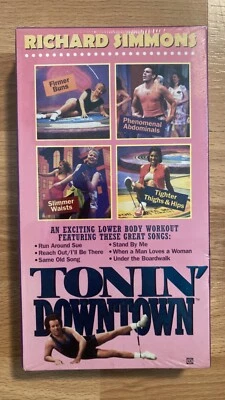 RICHARD SIMMONS
Firmer
Buns
Phenomenal
Abdominals
Slimmer
Waists
Tighter
Thighs & Hips
AN EXCITING LOWER BODY WORKOUT
FEATURING THESE GREAT SONGS:
• Run Around Sue
• Reach Out/I'll Be There
• Same Old Song
• Stand By Me
• When a Man Loves a Woman
• Under the Boardwalk
TONIN'
DOWNTOWN™